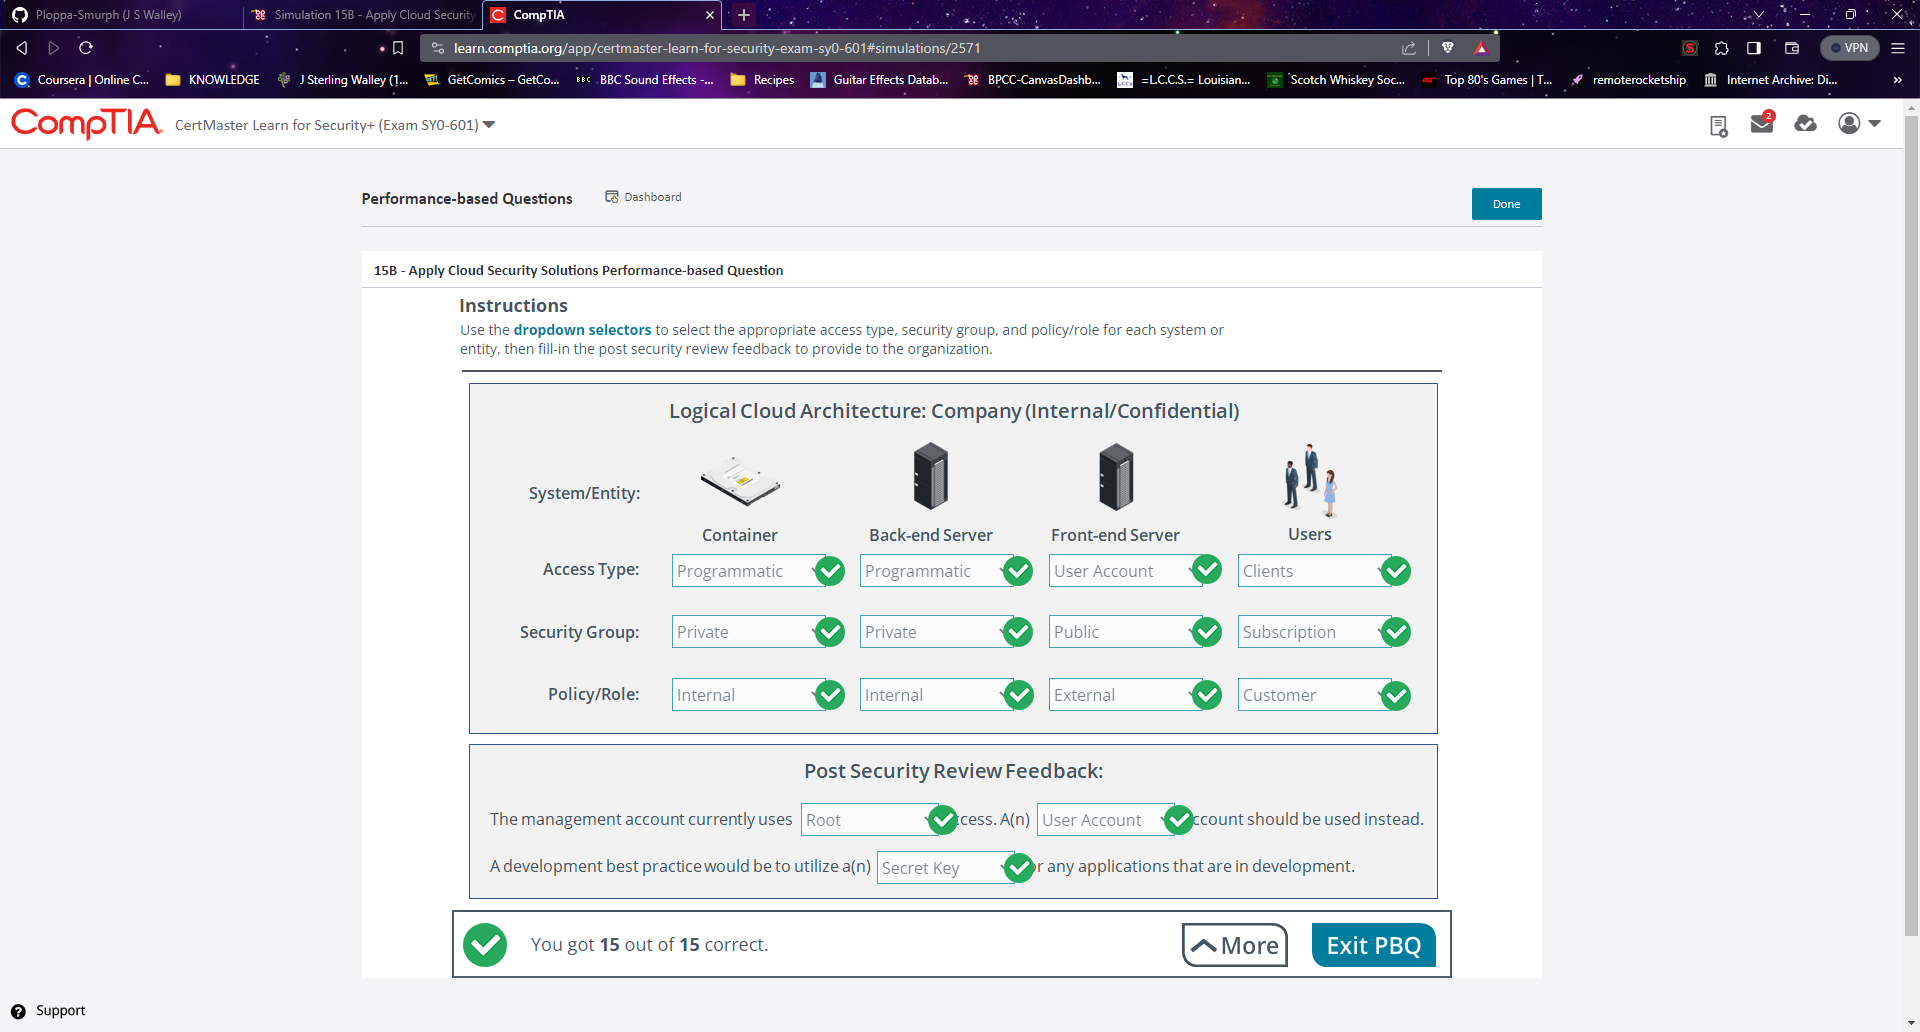 Ploppa-Smurph (J S Walley)
Simulation 15B - Apply Cloud Security
CompTIA
learn.comptia.org/app/certmaster-learn-for-security-exam-sy0-601#simulations/2571
VPN
Coursera | Online C...
KNOWLEDGE
J Sterling Walley (1...
GetComics – GetCo...
BBC Sound Effects -...
Recipes
Guitar Effects Datab...
BPCC-CanvasDashb...
=L.C.C.S.= Louisian...
Scotch Whiskey Soc...
Top 80's Games | T...
remoterocketship
Internet Archive: Di...
CompTIA.
CertMaster Learn for Security+ (Exam SY0-601)
2
Performance-based Questions
Dashboard
Done
15B - Apply Cloud Security Solutions Performance-based Question
Instructions
Use the dropdown selectors to select the appropriate access type, security group, and policy/role for each system or
entity, then fill-in the post security review feedback to provide to the organization.
Logical Cloud Architecture: Company (Internal/Confidential)
System/Entity:
Container
Back-end Server
Front-end Server
Users
Access Type:
Programmatic
Programmatic
User Account
Clients
Security Group:
Private
Private
Public
Subscription
Policy/Role:
Internal
Internal
External
Customer
Post Security Review Feedback:
The management account currently uses Root ccess. A(n) User Account ccount should be used instead.
A development best practice would be to utilize a(n) Secret Key r any applications that are in development.
You got 15 out of 15 correct.
More
Exit PBQ
Support